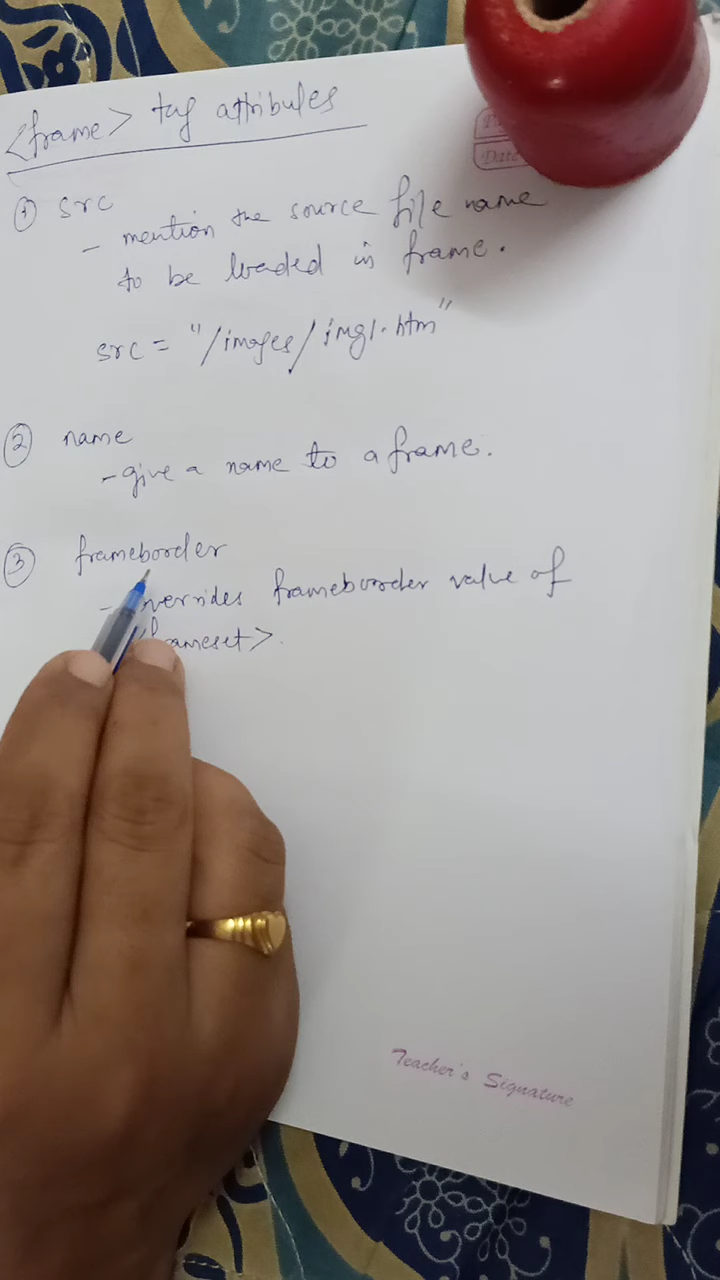 <frame> tag attributes
Date
① src
- mention the source file name
to be loaded in frame.
src = "/images/img1.htm"
② name
- give a name to a frame.
③ frameborder
- overrides frameborder value of
<frameset>.
Teacher's Signature